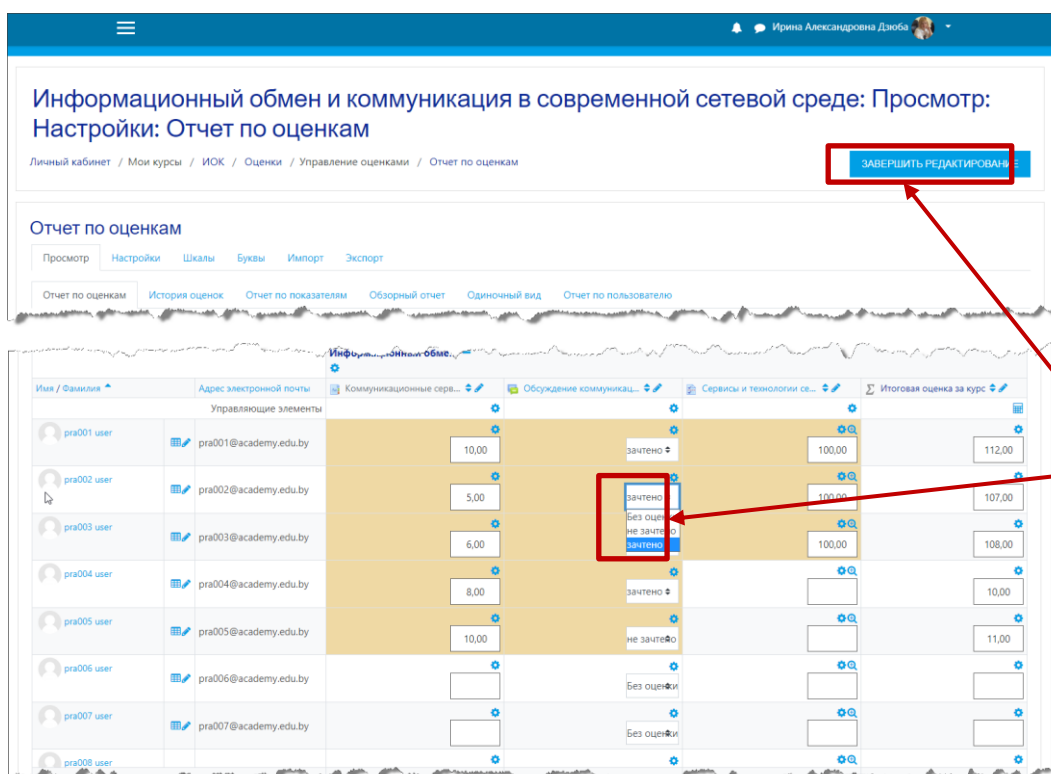 Ирина Александровна Дзюба
Информационный обмен и коммуникация в современной сетевой среде: Просмотр:
Настройки: Отчет по оценкам
Личный кабинет / Мои курсы / ИОК / Оценки / Управление оценками / Отчет по оценкам
ЗАВЕРШИТЬ РЕДАКТИРОВАНИЕ
Отчет по оценкам
Просмотр Настройки Шкалы Буквы Импорт Экспорт
Отчет по оценкам История оценок Отчет по показателям Обзорный отчет Одиночный вид Отчет по пользователю
Имя / Фамилия Адрес электронной почты Коммуникационные серв... Обсуждение коммуникац... Сервисы и технологии се... Σ Итоговая оценка за курс
Управляющие элементы
pra001 user pra001@academy.edu.by 10,00 зачтено 100,00 112,00
pra002 user pra002@academy.edu.by 5,00 зачтено 100,00 107,00
Без оцен
не зачтено
зачтено
pra003 user pra003@academy.edu.by 6,00 100,00 108,00
pra004 user pra004@academy.edu.by 8,00 зачтено 10,00
pra005 user pra005@academy.edu.by 10,00 не зачтено 11,00
pra006 user pra006@academy.edu.by Без оценки
pra007 user pra007@academy.edu.by Без оценки
pra008 user